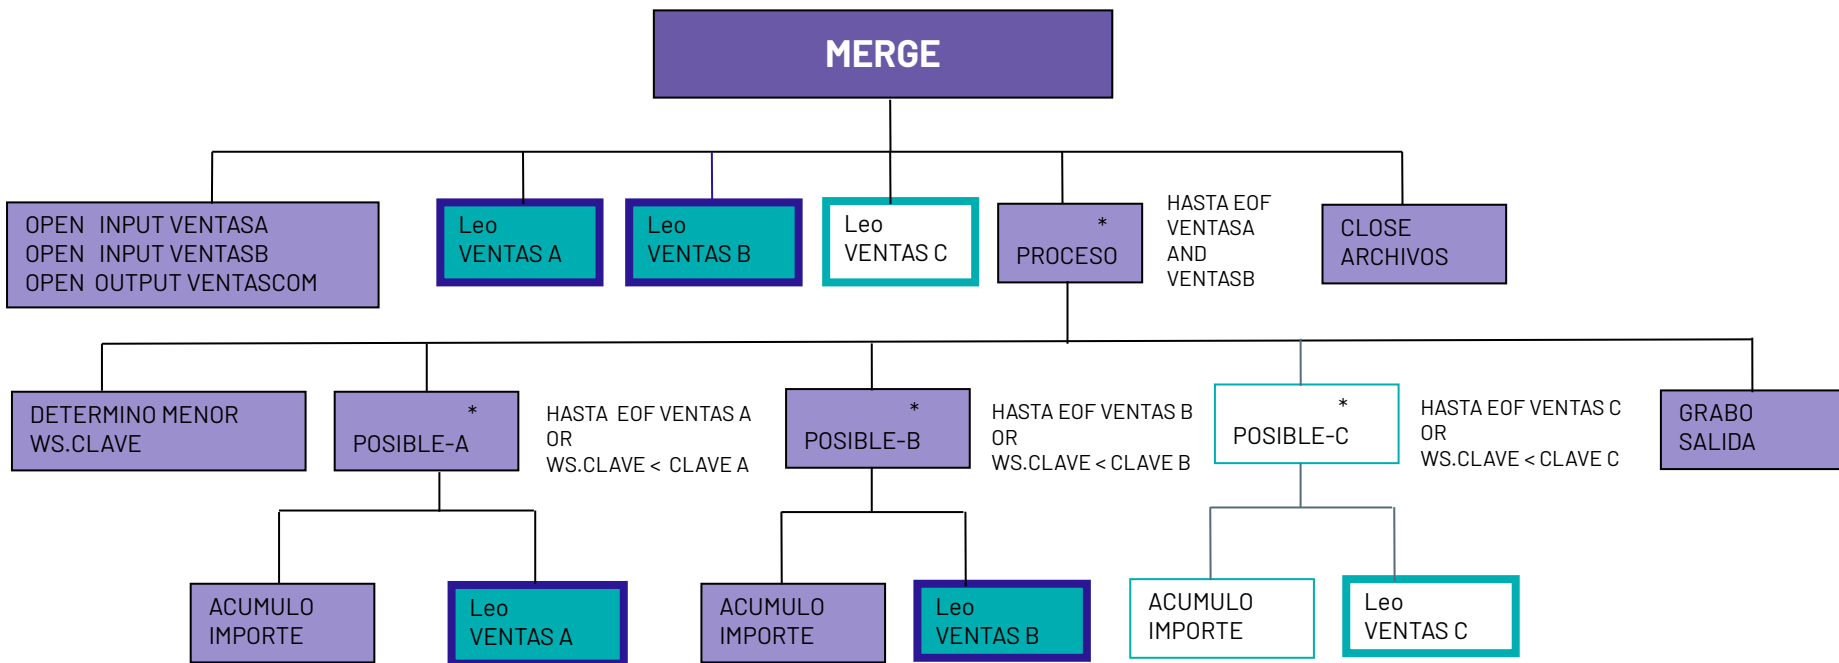 MERGE
OPEN INPUT VENTASA
OPEN INPUT VENTASB
OPEN OUTPUT VENTASCOM
Leo
VENTAS A
Leo
VENTAS B
Leo
VENTAS C
*
PROCESO
HASTA EOF
VENTASA
AND
VENTASB
CLOSE
ARCHIVOS
DETERMINO MENOR
WS.CLAVE
*
POSIBLE-A
HASTA EOF VENTAS A
OR
WS.CLAVE < CLAVE A
*
POSIBLE-B
HASTA EOF VENTAS B
OR
WS.CLAVE < CLAVE B
*
POSIBLE-C
HASTA EOF VENTAS C
OR
WS.CLAVE < CLAVE C
GRABO
SALIDA
ACUMULO
IMPORTE
Leo
VENTAS A
ACUMULO
IMPORTE
Leo
VENTAS B
ACUMULO
IMPORTE
Leo
VENTAS C